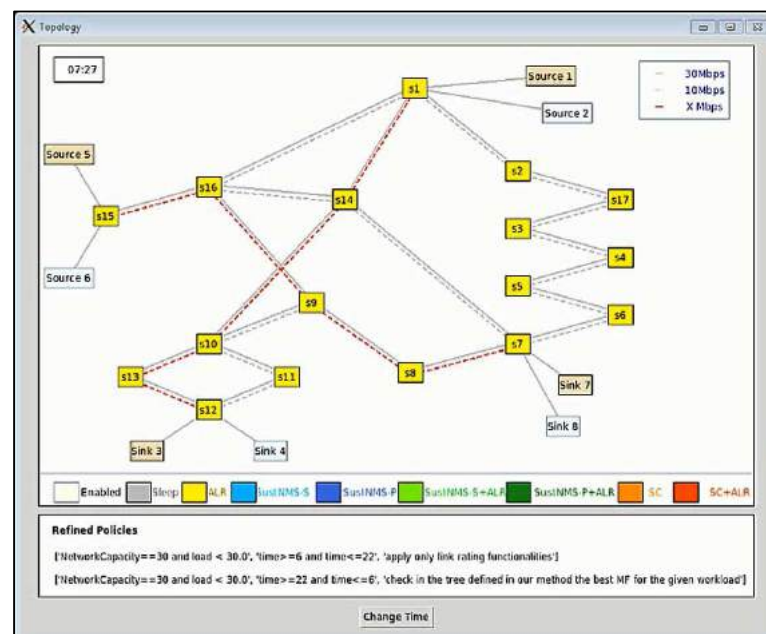 Topology
07:27
30Mbps
10Mbps
X Mbps
Source 1
s1
Source 2
Source 5
s2
s16
s14
s17
s15
s3
s4
Source 6
s5
s9
s6
s10
s7
s13
s11
s8
Sink 7
s12
Sink 8
Sink 3
Sink 4
Enabled Sleep ALR SustNMS-S SustNMS-P SustNMS-S+ALR SustNMS-P+ALR SC SC+ALR
Refined Policies
['NetworkCapacity==30 and load < 30.0', 'time>=6 and time<=22', 'apply only link rating functionalities']
['NetworkCapacity==30 and load < 30.0', 'time>=22 and time<=6', 'check in the tree defined in our method the best MF for the given workload']
Change Time